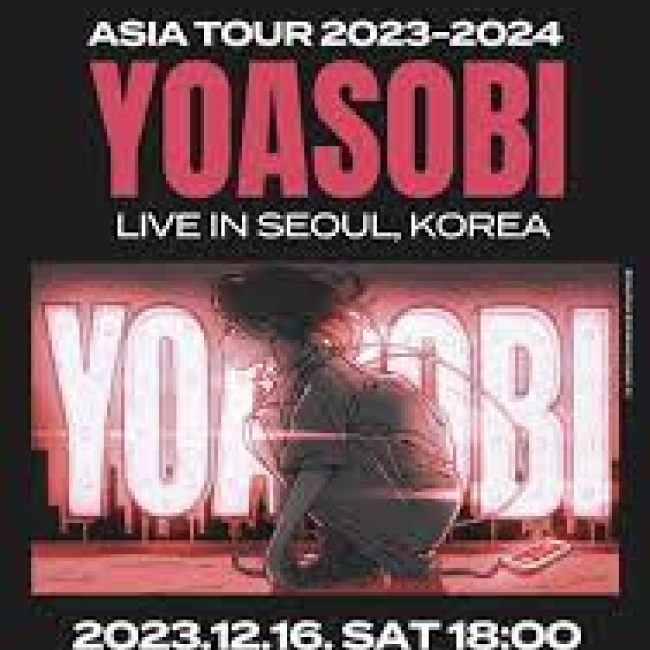 ASIA TOUR 2023-2024
YOASOBI
LIVE IN SEOUL, KOREA
YOASOBI
2023.12.16. SAT 18:00